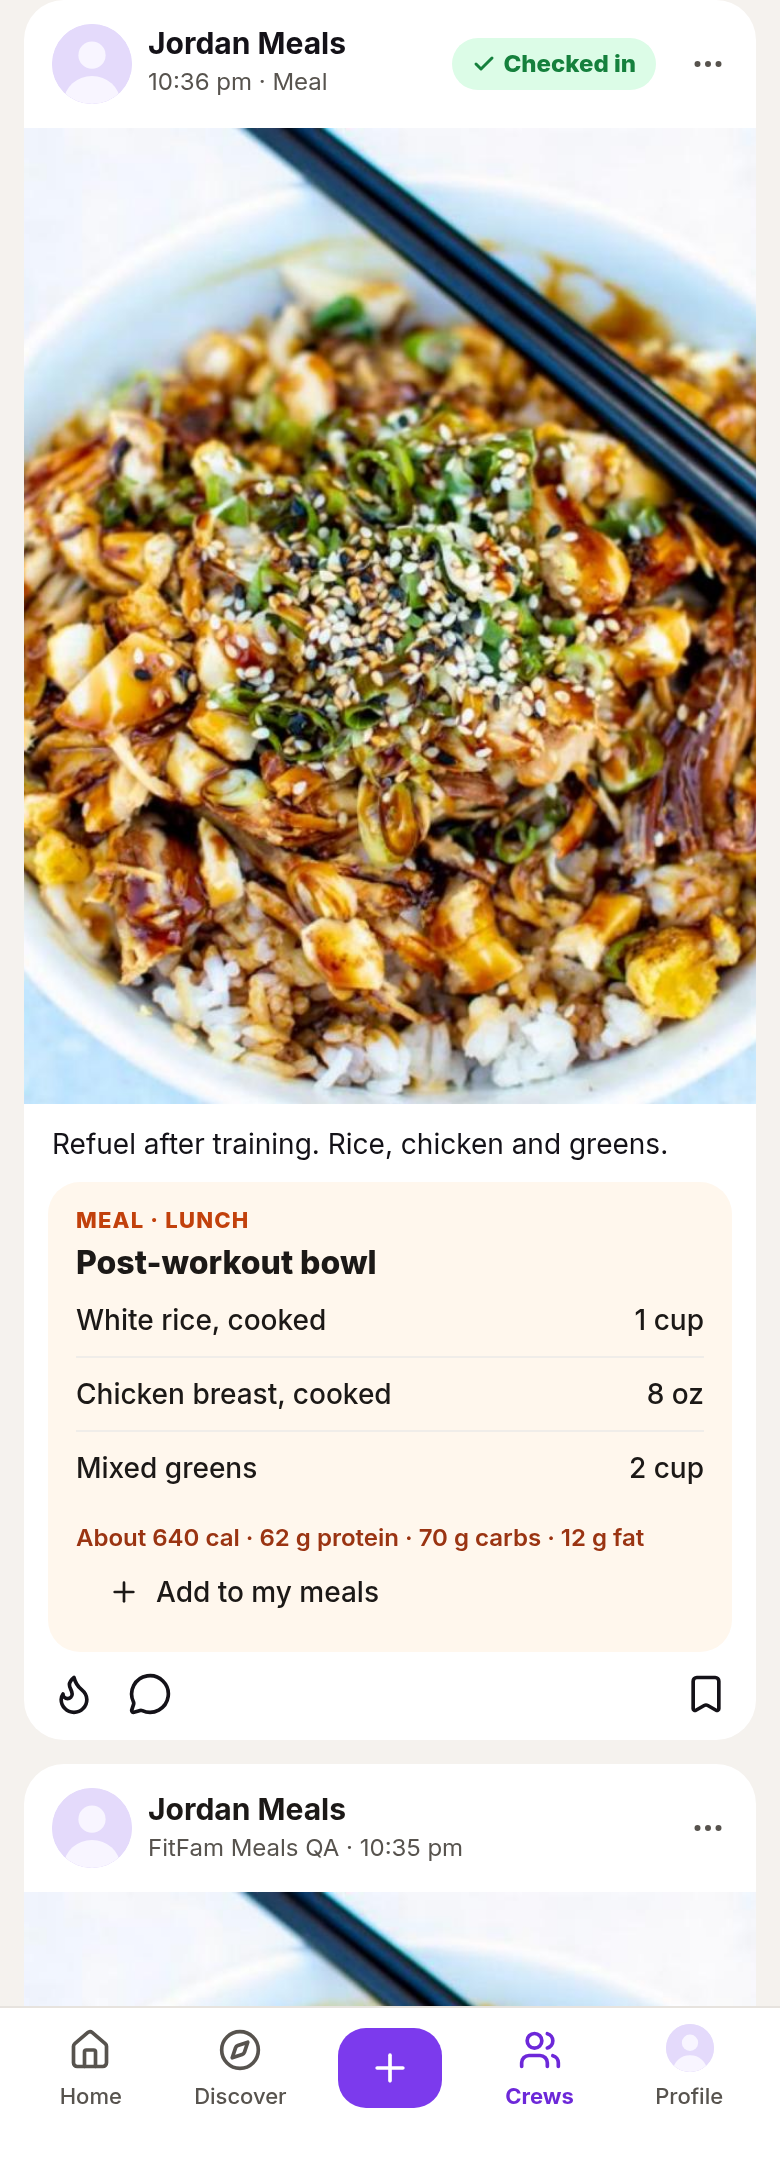 Jordan Meals
10:36 pm · Meal
Checked in
Refuel after training. Rice, chicken and greens.
MEAL · LUNCH
Post-workout bowl
White rice, cooked 1 cup
Chicken breast, cooked 8 oz
Mixed greens 2 cup
About 640 cal · 62 g protein · 70 g carbs · 12 g fat
Add to my meals
Jordan Meals
FitFam Meals QA · 10:35 pm
Home Discover Crews Profile